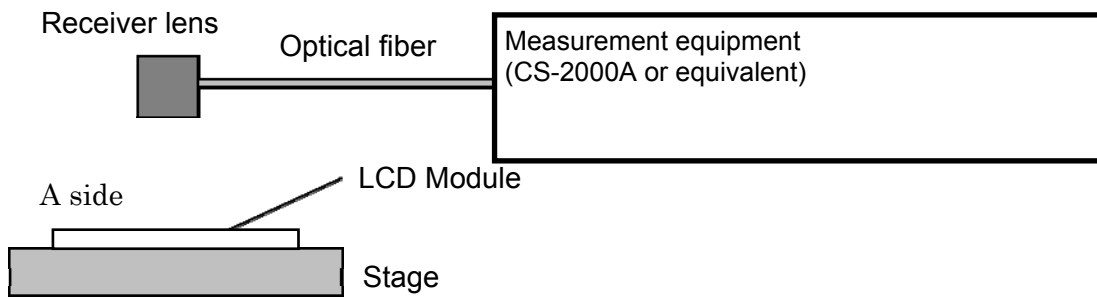 Receiver lens
Optical fiber
Measurement equipment
(CS-2000A or equivalent)
LCD Module
A side
Stage